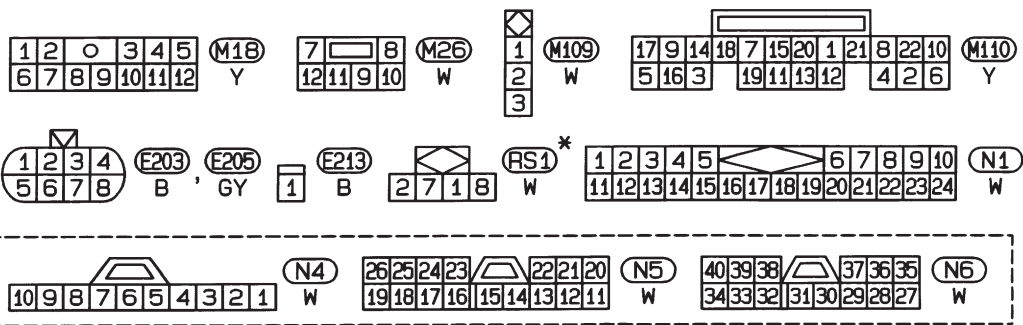 1 2 3 4 5 M18 7 8 M26 1 M109 17 9 14 18 7 15 20 1 21 8 22 10 M110
6 7 8 9 10 11 12 Y 12 11 9 10 W 2 W 5 16 3 19 11 13 12 4 2 6 Y
3
1 2 3 4 E203 , E205 E213 RS1 * 1 2 3 4 5 6 7 8 9 10 N1
5 6 7 8 B GY 1 B 2 7 1 8 W 11 12 13 14 15 16 17 18 19 20 21 22 23 24 W
N4 26 25 24 23 22 21 20 N5 40 39 38 37 36 35 N6
10 9 8 7 6 5 4 3 2 1 W 19 18 17 16 15 14 13 12 11 W 34 33 32 31 30 29 28 27 W